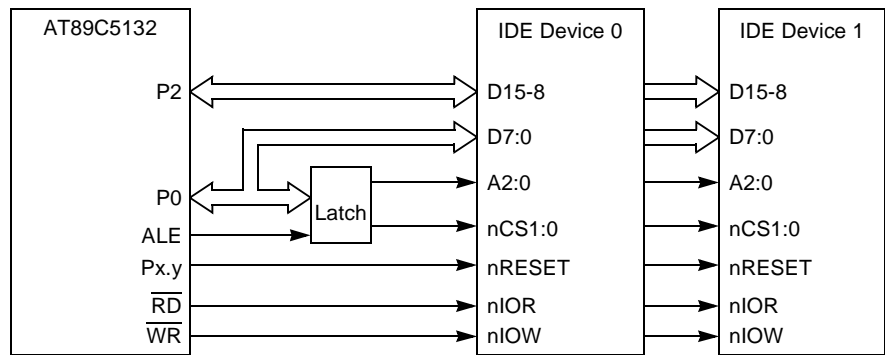 AT89C5132
IDE Device 0
IDE Device 1
P2
D15-8
D15-8
D7:0
D7:0
P0
Latch
A2:0
A2:0
ALE
nCS1:0
nCS1:0
Px.y
nRESET
nRESET
RD
nIOR
nIOR
WR
nIOW
nIOW